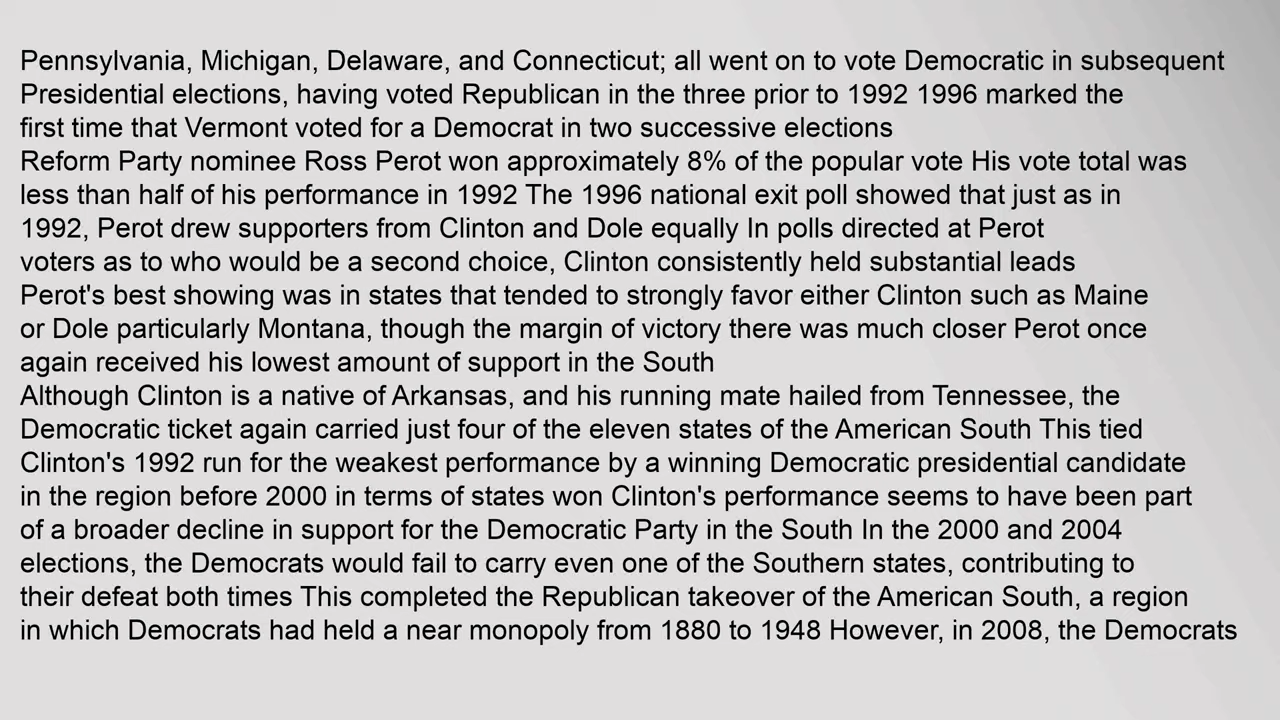 Pennsylvania, Michigan, Delaware, and Connecticut; all went on to vote Democratic in subsequent
Presidential elections, having voted Republican in the three prior to 1992 1996 marked the
first time that Vermont voted for a Democrat in two successive elections
Reform Party nominee Ross Perot won approximately 8% of the popular vote His vote total was
less than half of his performance in 1992 The 1996 national exit poll showed that just as in
1992, Perot drew supporters from Clinton and Dole equally In polls directed at Perot
voters as to who would be a second choice, Clinton consistently held substantial leads
Perot's best showing was in states that tended to strongly favor either Clinton such as Maine
or Dole particularly Montana, though the margin of victory there was much closer Perot once
again received his lowest amount of support in the South
Although Clinton is a native of Arkansas, and his running mate hailed from Tennessee, the
Democratic ticket again carried just four of the eleven states of the American South This tied
Clinton's 1992 run for the weakest performance by a winning Democratic presidential candidate
in the region before 2000 in terms of states won Clinton's performance seems to have been part
of a broader decline in support for the Democratic Party in the South In the 2000 and 2004
elections, the Democrats would fail to carry even one of the Southern states, contributing to
their defeat both times This completed the Republican takeover of the American South, a region
in which Democrats had held a near monopoly from 1880 to 1948 However, in 2008, the Democrats